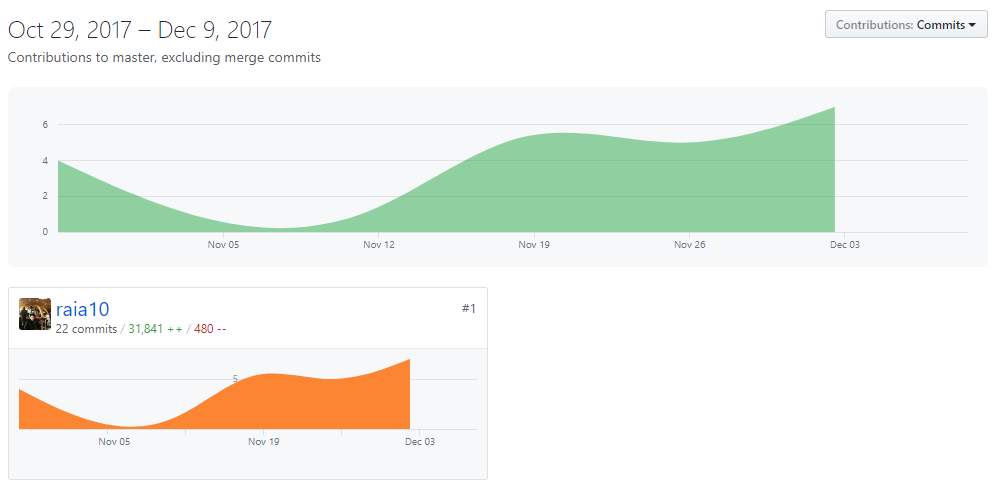 Oct 29, 2017 – Dec 9, 2017
Contributions: Commits
Contributions to master, excluding merge commits
6
4
2
0
Nov 05 Nov 12 Nov 19 Nov 26 Dec 03
raia10 #1
22 commits / 31,841 ++ / 480 --
5
Nov 05 Nov 19 Dec 03